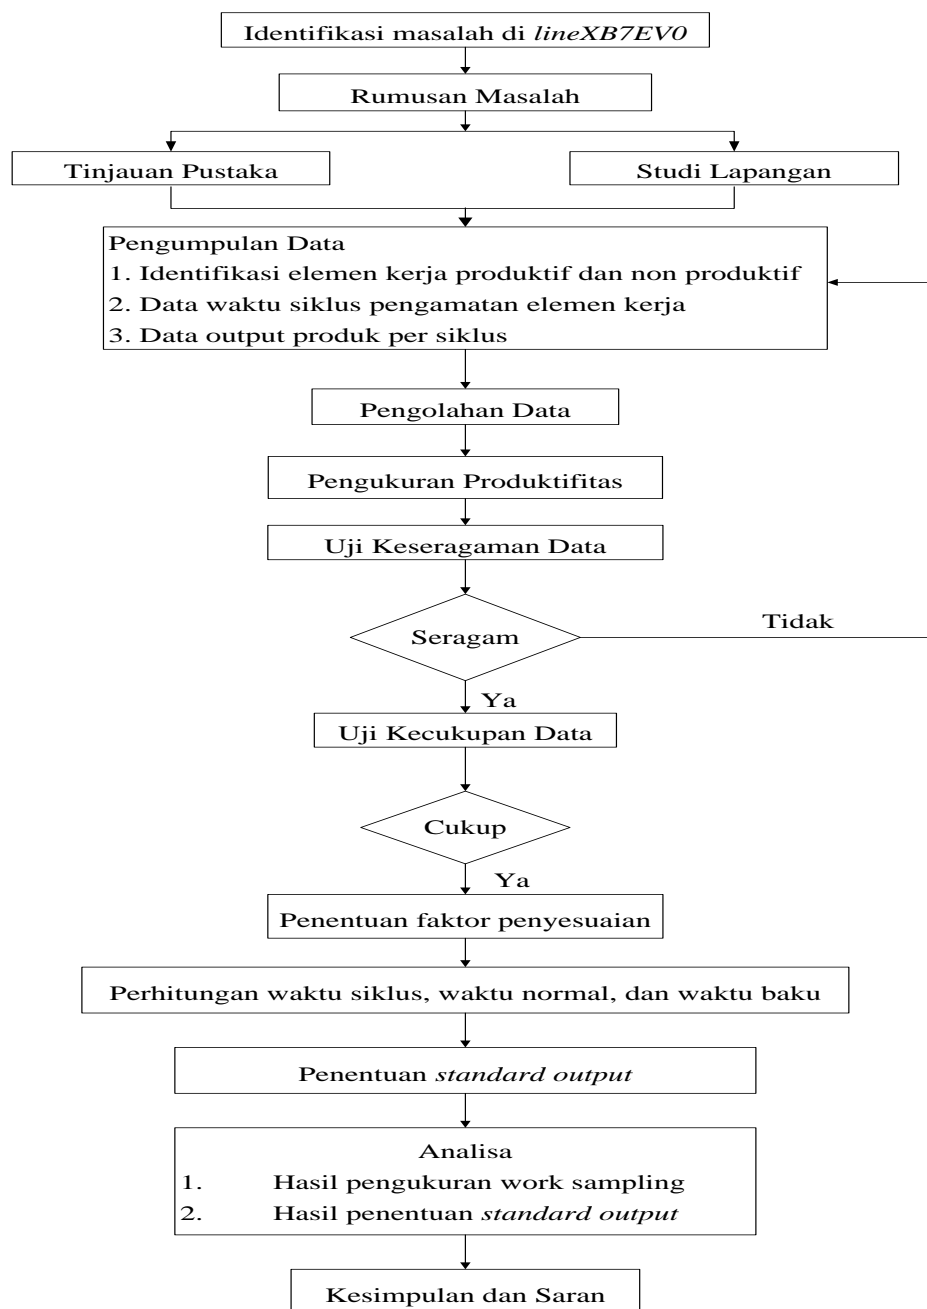 Identifikasi masalah di lineXB7EV0
Rumusan Masalah
Tinjauan Pustaka
Studi Lapangan
Pengumpulan Data
1. Identifikasi elemen kerja produktif dan non produktif
2. Data waktu siklus pengamatan elemen kerja
3. Data output produk per siklus
Pengolahan Data
Pengukuran Produktifitas
Uji Keseragaman Data
Seragam
Tidak
Ya
Uji Kecukupan Data
Cukup
Ya
Penentuan faktor penyesuaian
Perhitungan waktu siklus, waktu normal, dan waktu baku
Penentuan standard output
Analisa
1. Hasil pengukuran work sampling
2. Hasil penentuan standard output
Kesimpulan dan Saran